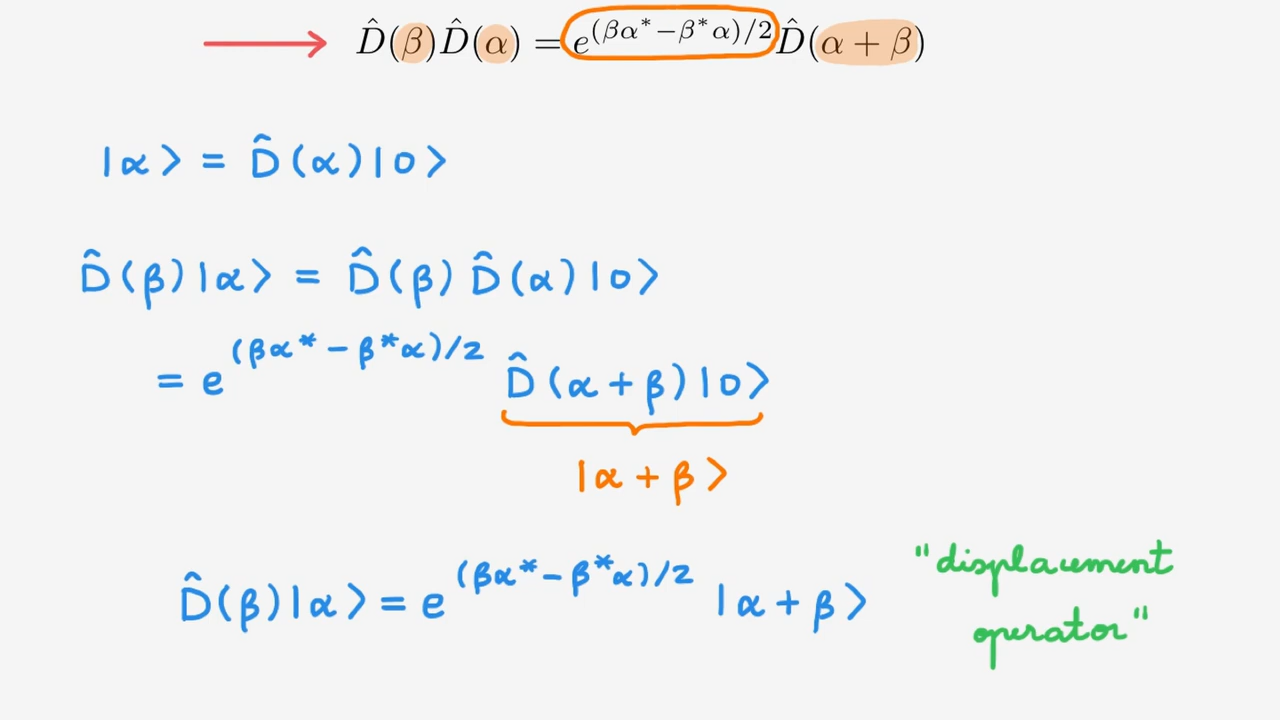 D̂(β)D̂(α) = e^{(βα* − β*α)/2} D̂(α + β)
|α> = D̂(α)|0>
D̂(β)|α> = D̂(β) D̂(α)|0>
= e^{(βα* − β*α)/2} D̂(α + β)|0>
|α + β>
D̂(β)|α> = e^{(βα* − β*α)/2} |α + β>
"displacement
operator"